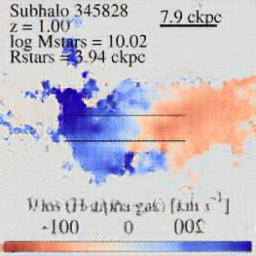 Subhalo 345828
7.9 ckpc
z = 1.00
log Mstars = 10.02
Rstars = 3.94 ckpc
-100 0